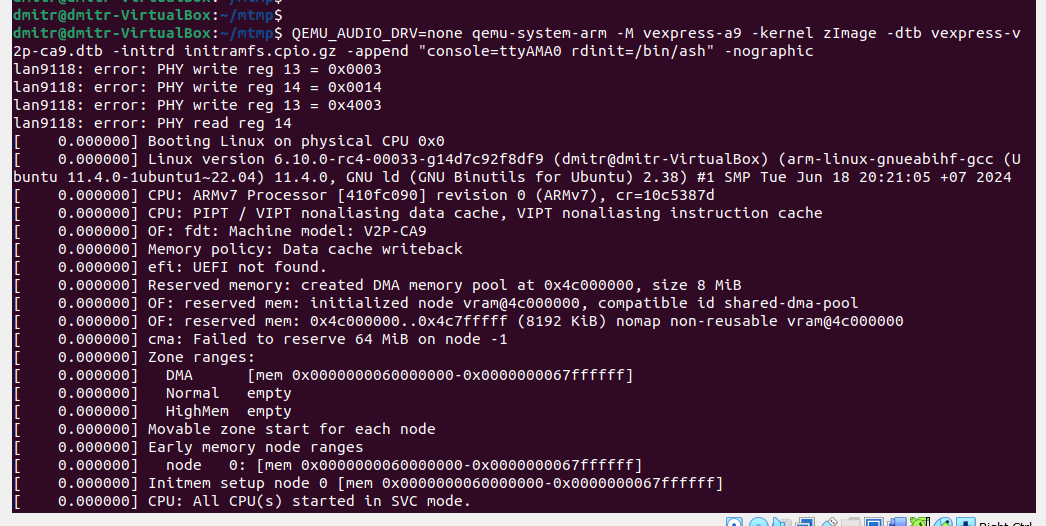 dmitr@dmitr-VirtualBox:~/mtmp$
dmitr@dmitr-VirtualBox:~/mtmp$
dmitr@dmitr-VirtualBox:~/mtmp$ QEMU_AUDIO_DRV=none qemu-system-arm -M vexpress-a9 -kernel zImage -dtb vexpress-v
2p-ca9.dtb -initrd initramfs.cpio.gz -append "console=ttyAMA0 rdinit=/bin/ash" -nographic
lan9118: error: PHY write reg 13 = 0x0003
lan9118: error: PHY write reg 14 = 0x0014
lan9118: error: PHY write reg 13 = 0x4003
lan9118: error: PHY read reg 14
[    0.000000] Booting Linux on physical CPU 0x0
[    0.000000] Linux version 6.10.0-rc4-00033-g14d7c92f8df9 (dmitr@dmitr-VirtualBox) (arm-linux-gnueabihf-gcc (U
buntu 11.4.0-1ubuntu1~22.04) 11.4.0, GNU ld (GNU Binutils for Ubuntu) 2.38) #1 SMP Tue Jun 18 20:21:05 +07 2024
[    0.000000] CPU: ARMv7 Processor [410fc090] revision 0 (ARMv7), cr=10c5387d
[    0.000000] CPU: PIPT / VIPT nonaliasing data cache, VIPT nonaliasing instruction cache
[    0.000000] OF: fdt: Machine model: V2P-CA9
[    0.000000] Memory policy: Data cache writeback
[    0.000000] efi: UEFI not found.
[    0.000000] Reserved memory: created DMA memory pool at 0x4c000000, size 8 MiB
[    0.000000] OF: reserved mem: initialized node vram@4c000000, compatible id shared-dma-pool
[    0.000000] OF: reserved mem: 0x4c000000..0x4c7fffff (8192 KiB) nomap non-reusable vram@4c000000
[    0.000000] cma: Failed to reserve 64 MiB on node -1
[    0.000000] Zone ranges:
[    0.000000]   DMA      [mem 0x0000000060000000-0x0000000067ffffff]
[    0.000000]   Normal   empty
[    0.000000]   HighMem  empty
[    0.000000] Movable zone start for each node
[    0.000000] Early memory node ranges
[    0.000000]   node   0: [mem 0x0000000060000000-0x0000000067ffffff]
[    0.000000] Initmem setup node 0 [mem 0x0000000060000000-0x0000000067ffffff]
[    0.000000] CPU: All CPU(s) started in SVC mode.
Right Ctrl